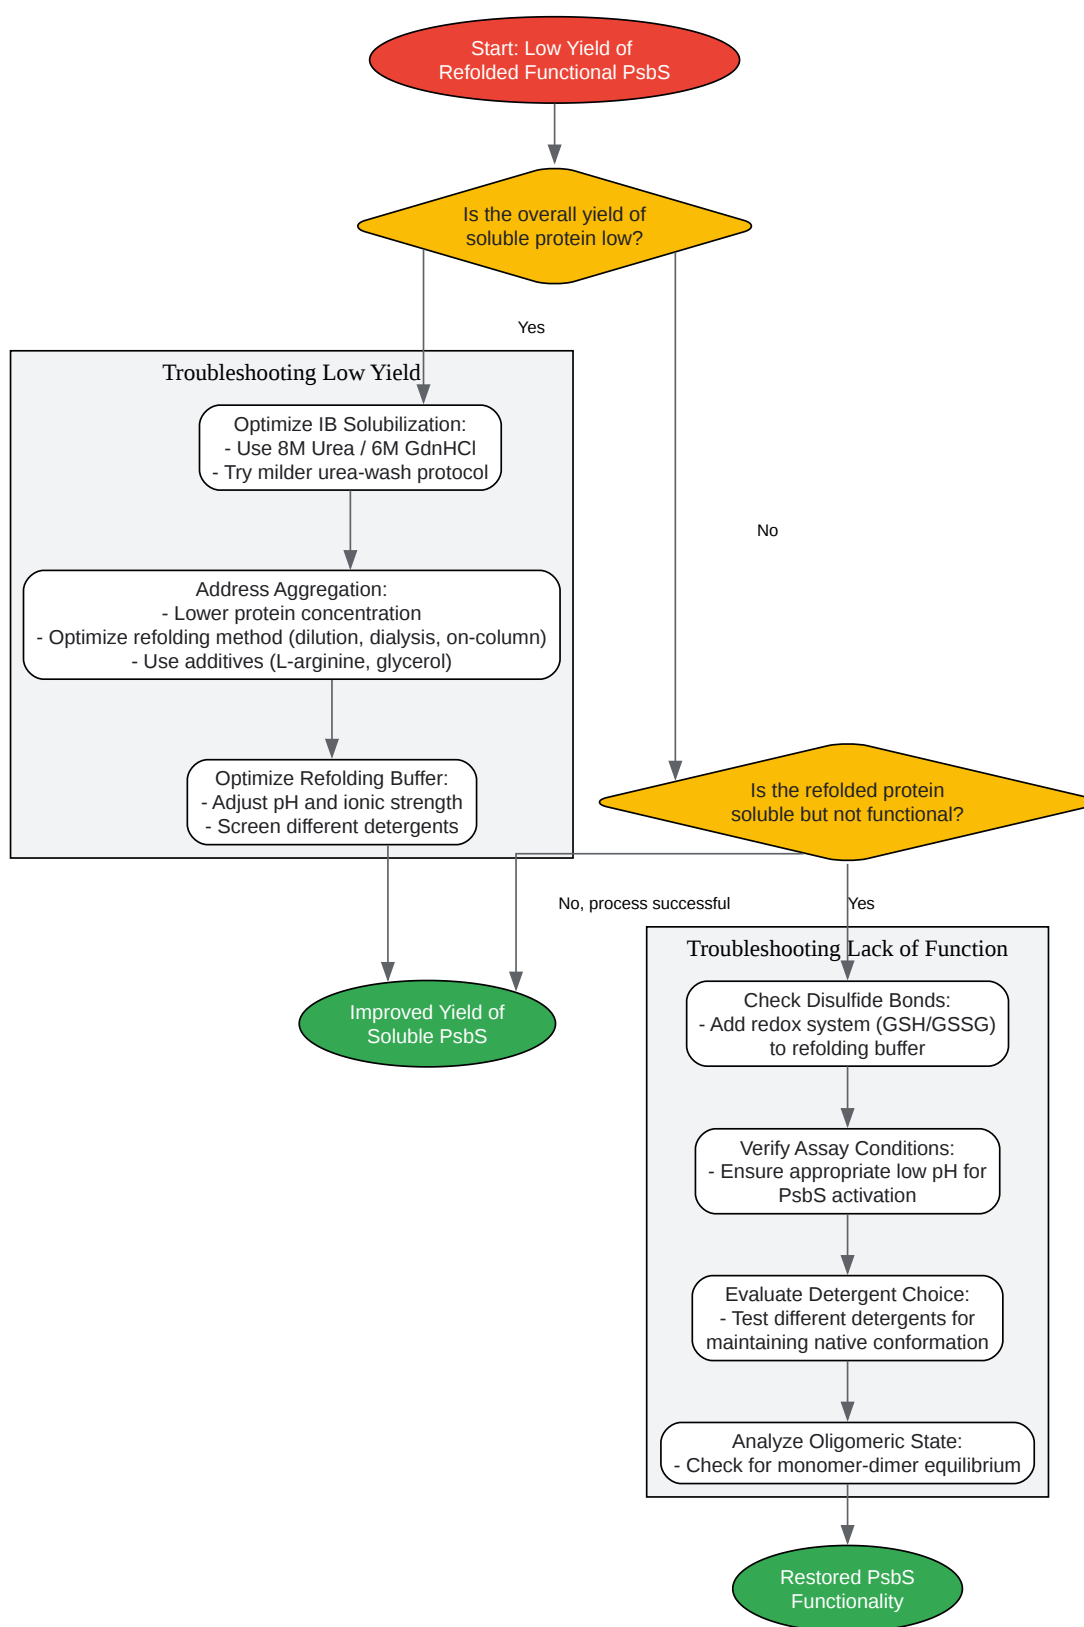 Start: Low Yield of
Refolded Functional PsbS
Is the overall yield of
soluble protein low?
Yes
Troubleshooting Low Yield
Optimize IB Solubilization:
- Use 8M Urea / 6M GdnHCl
- Try milder urea-wash protocol
No
Address Aggregation:
- Lower protein concentration
- Optimize refolding method (dilution, dialysis, on-column)
- Use additives (L-arginine, glycerol)
Optimize Refolding Buffer:
- Adjust pH and ionic strength
- Screen different detergents
Is the refolded protein
soluble but not functional?
No, process successful
Yes
Improved Yield of
Soluble PsbS
Troubleshooting Lack of Function
Check Disulfide Bonds:
- Add redox system (GSH/GSSG)
to refolding buffer
Verify Assay Conditions:
- Ensure appropriate low pH for
PsbS activation
Evaluate Detergent Choice:
- Test different detergents for
maintaining native conformation
Analyze Oligomeric State:
- Check for monomer-dimer equilibrium
Restored PsbS
Functionality